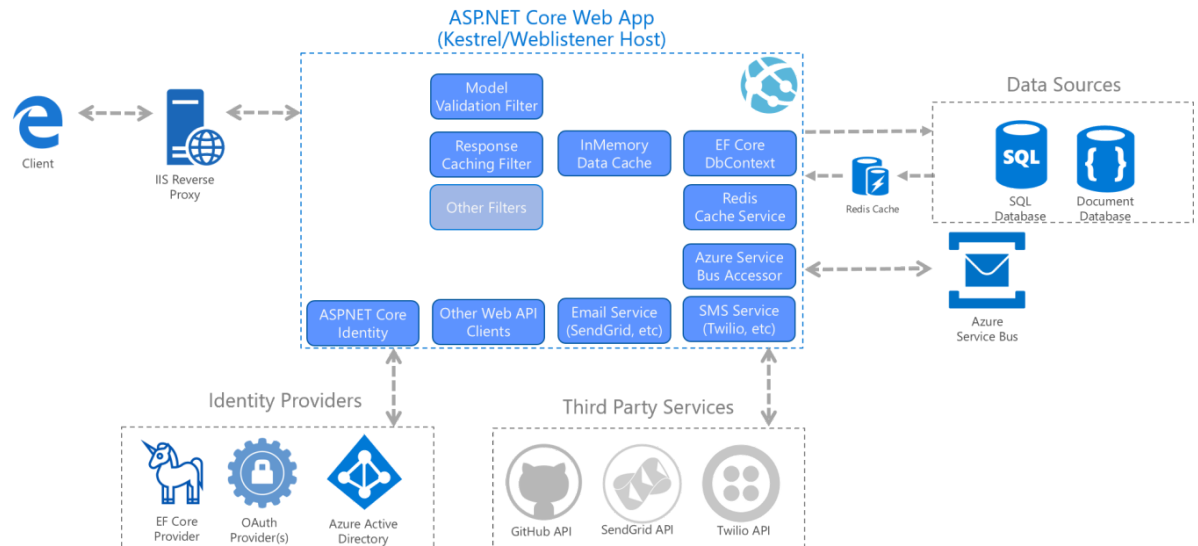 ASP.NET Core Web App
(Kestrel/Weblistener Host)
Model
Validation Filter
Response
Caching Filter
Other Filters
InMemory
Data Cache
EF Core
DbContext
Redis
Cache Service
Azure Service
Bus Accessor
ASPNET Core
Identity
Other Web API
Clients
Email Service
(SendGrid, etc)
SMS Service
(Twilio, etc)
Client
IIS Reverse
Proxy
Data Sources
SQL
SQL
Database
{ }
Document
Database
Redis Cache
Azure
Service Bus
Identity Providers
EF Core
Provider
OAuth
Provider(s)
Azure Active
Directory
Third Party Services
GitHub API
SendGrid API
Twilio API